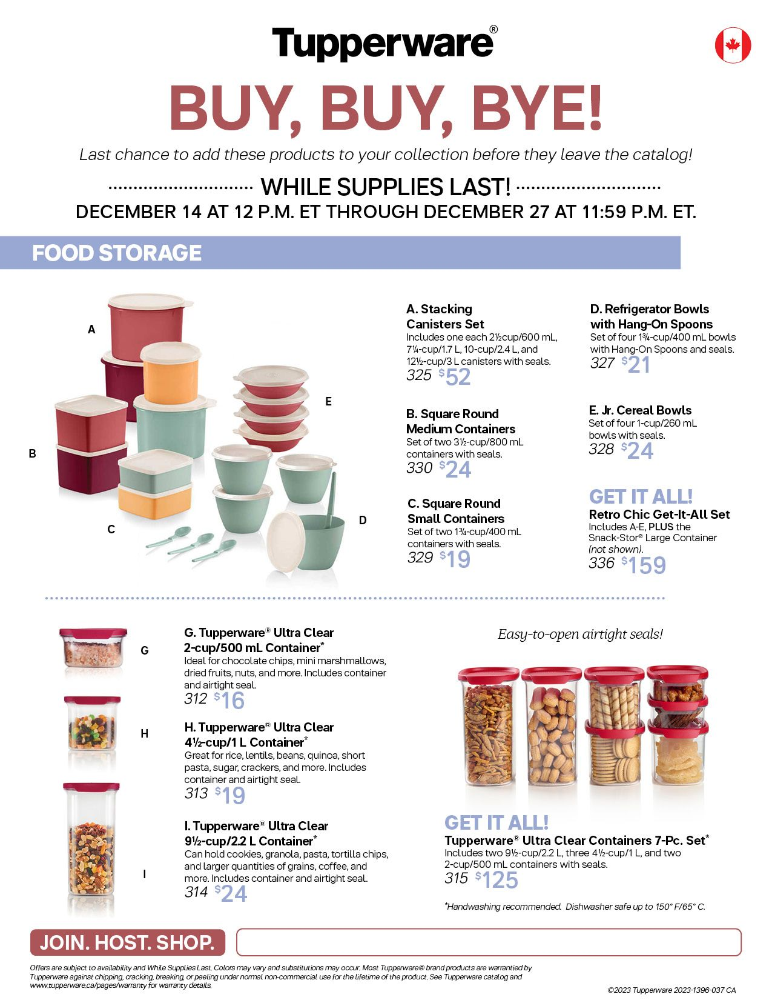 Tupperware®
BUY, BUY, BYE!
Last chance to add these products to your collection before they leave the catalog!
WHILE SUPPLIES LAST!
DECEMBER 14 AT 12 P.M. ET THROUGH DECEMBER 27 AT 11:59 P.M. ET.
FOOD STORAGE
A
B
C
D
E
A. Stacking
Canisters Set
Includes one each 2½cup/600 mL,
7¼-cup/1.7 L, 10-cup/2.4 L, and
12½-cup/3 L canisters with seals.
325 $52
B. Square Round
Medium Containers
Set of two 3½-cup/800 mL
containers with seals.
330 $24
C. Square Round
Small Containers
Set of two 1¾-cup/400 mL
containers with seals.
329 $19
D. Refrigerator Bowls
with Hang-On Spoons
Set of four 1¾-cup/400 mL bowls
with Hang-On Spoons and seals.
327 $21
E. Jr. Cereal Bowls
Set of four 1-cup/260 mL
bowls with seals.
328 $24
GET IT ALL!
Retro Chic Get-It-All Set
Includes A-E, PLUS the
Snack-Stor® Large Container
(not shown).
336 $159
G
H
I
G. Tupperware® Ultra Clear
2-cup/500 mL Container*
Ideal for chocolate chips, mini marshmallows,
dried fruits, nuts, and more. Includes container
and airtight seal.
312 $16
H. Tupperware® Ultra Clear
4½-cup/1 L Container*
Great for rice, lentils, beans, quinoa, short
pasta, sugar, crackers, and more. Includes
container and airtight seal.
313 $19
I. Tupperware® Ultra Clear
9½-cup/2.2 L Container*
Can hold cookies, granola, pasta, tortilla chips,
and larger quantities of grains, coffee, and
more. Includes container and airtight seal.
314 $24
Easy-to-open airtight seals!
GET IT ALL!
Tupperware® Ultra Clear Containers 7-Pc. Set*
Includes two 9½-cup/2.2 L, three 4½-cup/1 L, and two
2-cup/500 mL containers with seals.
315 $125
*Handwashing recommended. Dishwasher safe up to 150° F/65° C.
JOIN. HOST. SHOP.
Offers are subject to availability and While Supplies Last. Colors may vary and substitutions may occur. Most Tupperware® brand products are warrantied by
Tupperware against chipping, cracking, breaking, or peeling under normal non-commercial use for the lifetime of the product. See Tupperware catalog and
www.tupperware.ca/pages/warranty for warranty details.
©2023 Tupperware 2023-1396-037 CA